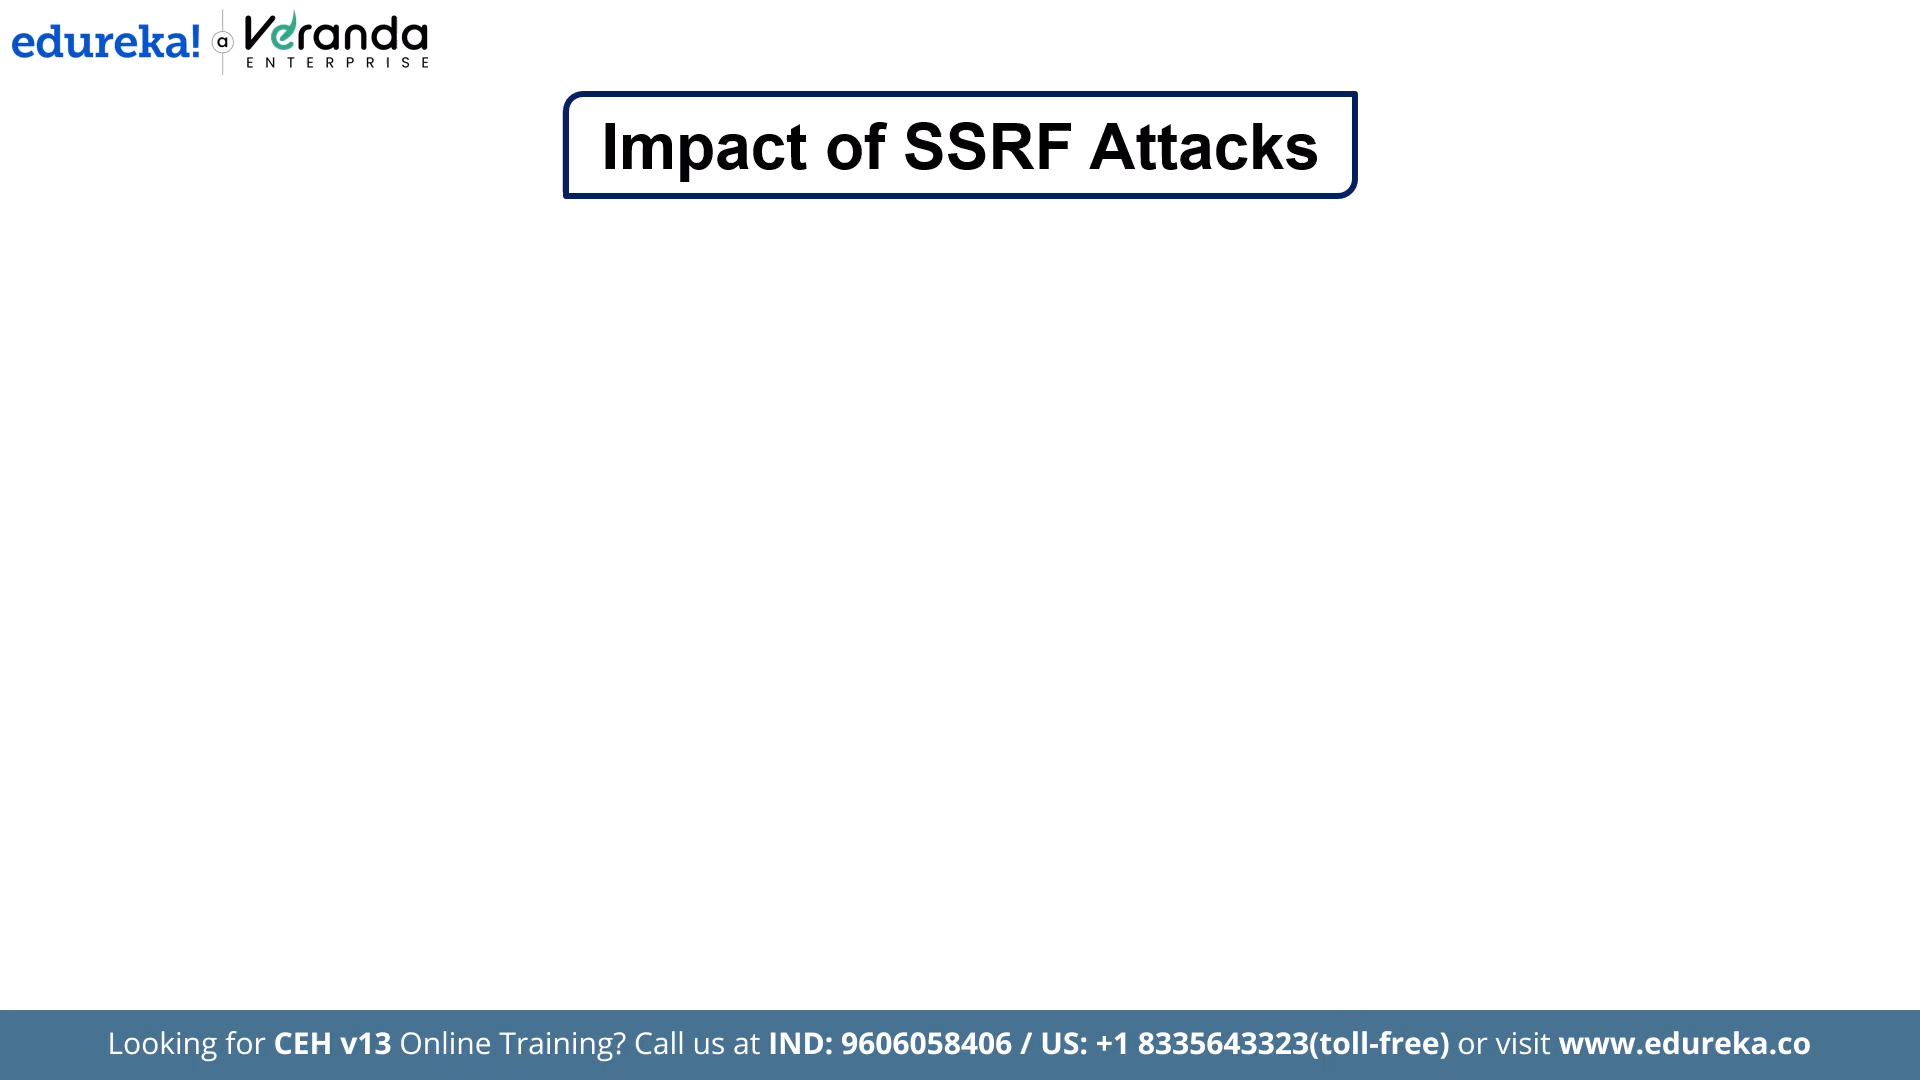 edureka! a Veranda
ENTERPRISE
Impact of SSRF Attacks
Looking for CEH v13 Online Training? Call us at IND: 9606058406 / US: +1 8335643323(toll-free) or visit www.edureka.co